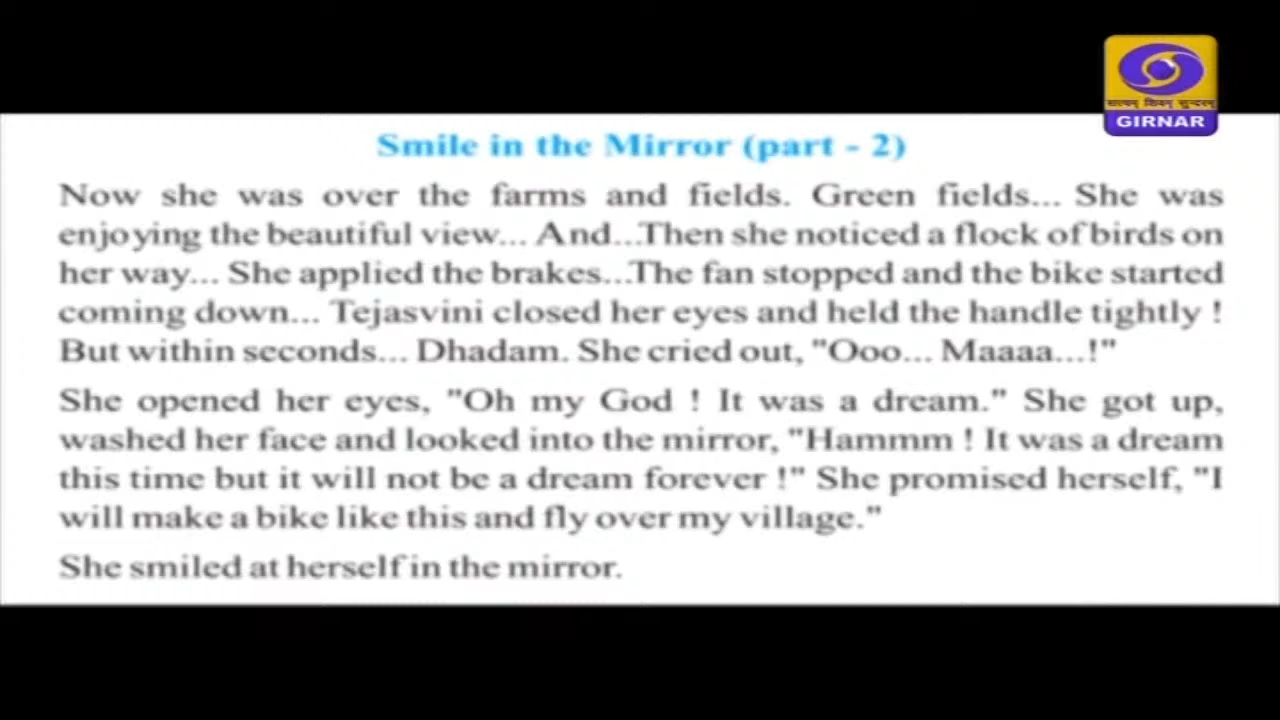 सत्यम् शिवम् सुन्दरम्
GIRNAR
Smile in the Mirror (part - 2)
Now she was over the farms and fields. Green fields... She was
enjoying the beautiful view... And...Then she noticed a flock of birds on
her way... She applied the brakes...The fan stopped and the bike started
coming down... Tejasvini closed her eyes and held the handle tightly !
But within seconds... Dhadam. She cried out, "Ooo... Maaaa...!"
She opened her eyes, "Oh my God ! It was a dream." She got up,
washed her face and looked into the mirror, "Hammm ! It was a dream
this time but it will not be a dream forever !" She promised herself, "I
will make a bike like this and fly over my village."
She smiled at herself in the mirror.